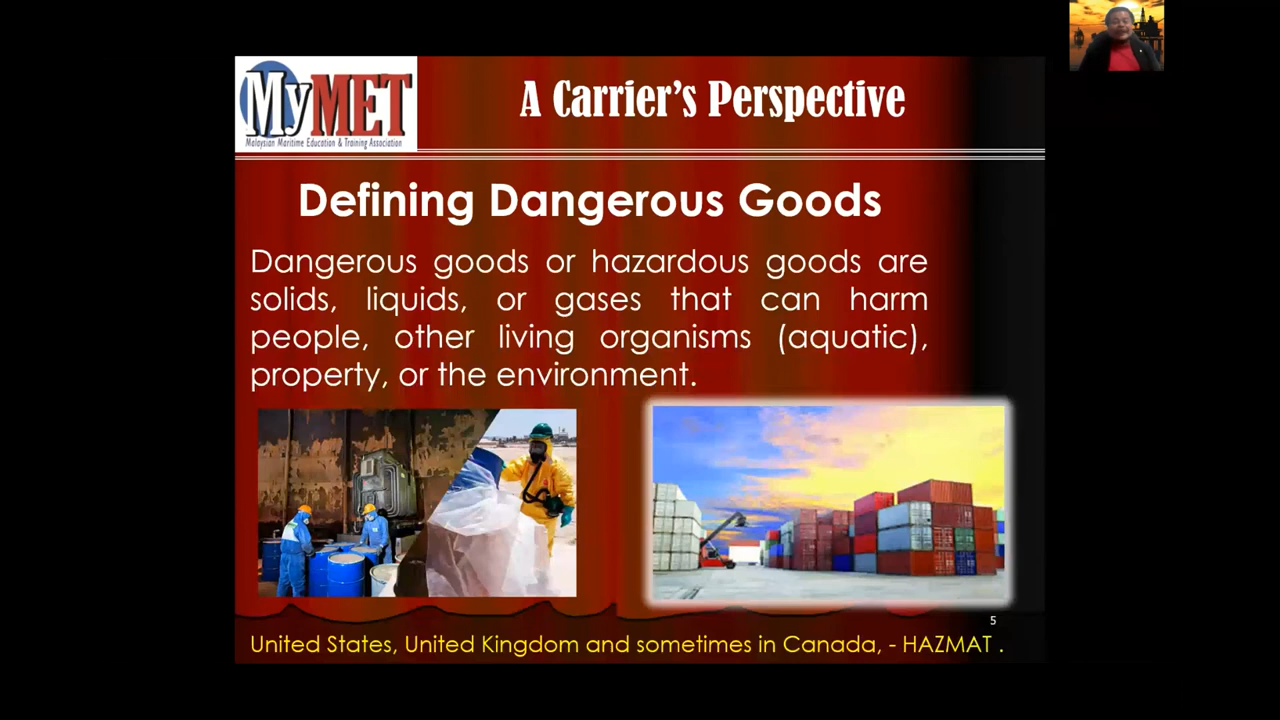 MyMET
Malaysian Maritime Education & Training Association
A Carrier's Perspective
Defining Dangerous Goods
Dangerous goods or hazardous goods are
solids, liquids, or gases that can harm
people, other living organisms (aquatic),
property, or the environment.
5
United States, United Kingdom and sometimes in Canada, - HAZMAT .